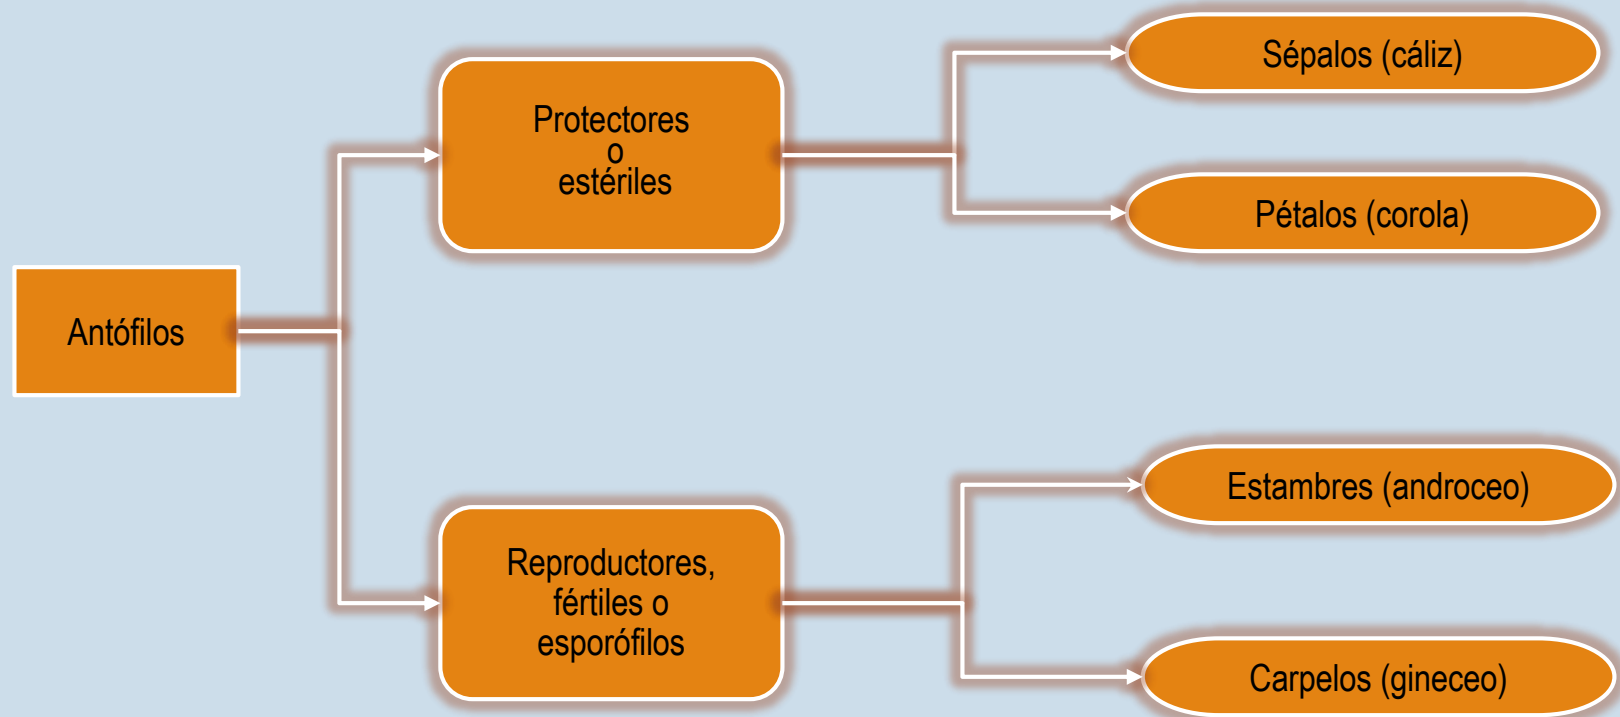 Antófilos
Protectores
o
estériles
Sépalos (cáliz)
Pétalos (corola)
Reproductores,
fértiles o
esporófilos
Estambres (androceo)
Carpelos (gineceo)